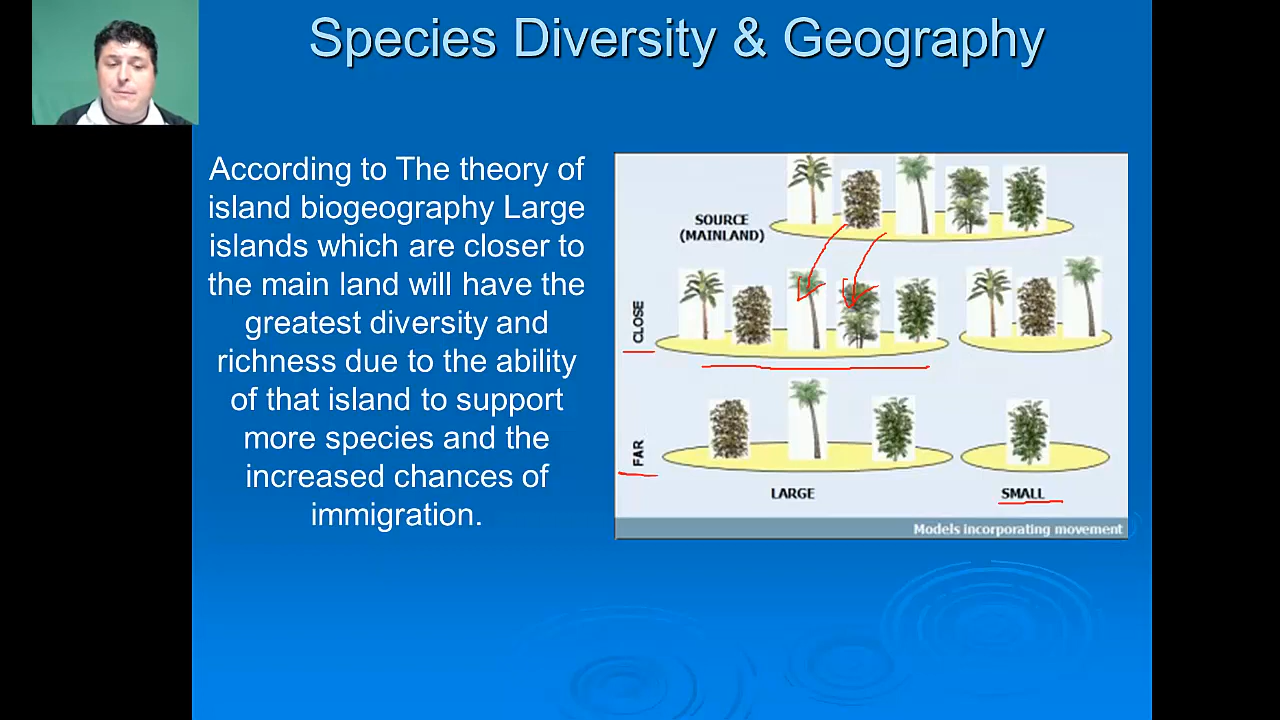 Species Diversity & Geography
According to The theory of
island biogeography Large
islands which are closer to
the main land will have the
greatest diversity and
richness due to the ability
of that island to support
more species and the
increased chances of
immigration.
SOURCE
(MAINLAND)
CLOSE
FAR
LARGE
SMALL
Models incorporating movement